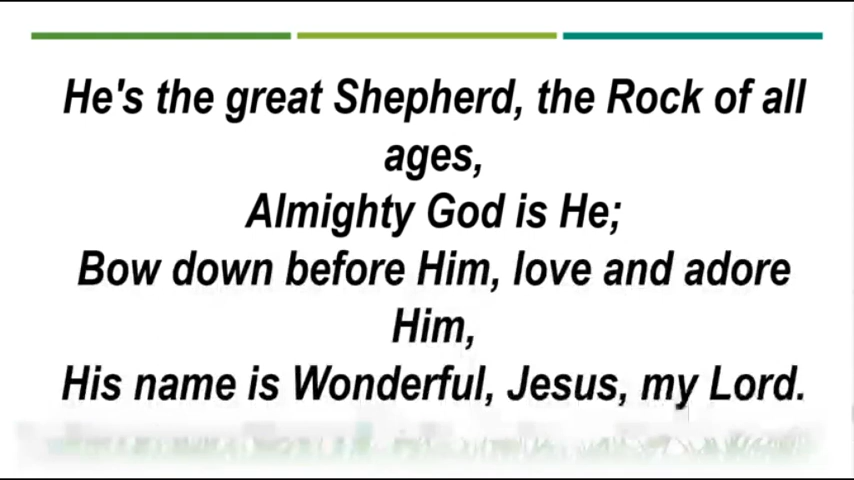 He's the great Shepherd, the Rock of all
ages,
Almighty God is He;
Bow down before Him, love and adore
Him,
His name is Wonderful, Jesus, my Lord.